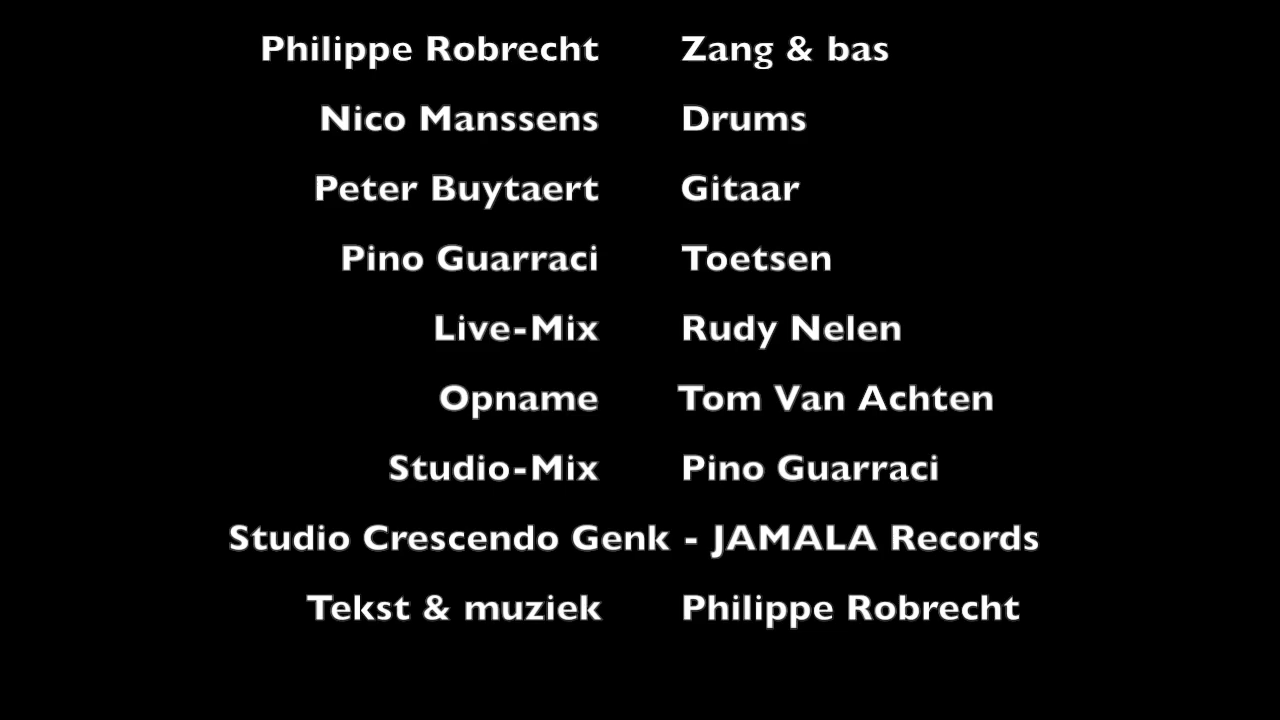 Philippe Robrecht Zang & bas
Nico Manssens Drums
Peter Buytaert Gitaar
Pino Guarraci Toetsen
Live-Mix Rudy Nelen
Opname Tom Van Achten
Studio-Mix Pino Guarraci
Studio Crescendo Genk - JAMALA Records
Tekst & muziek Philippe Robrecht